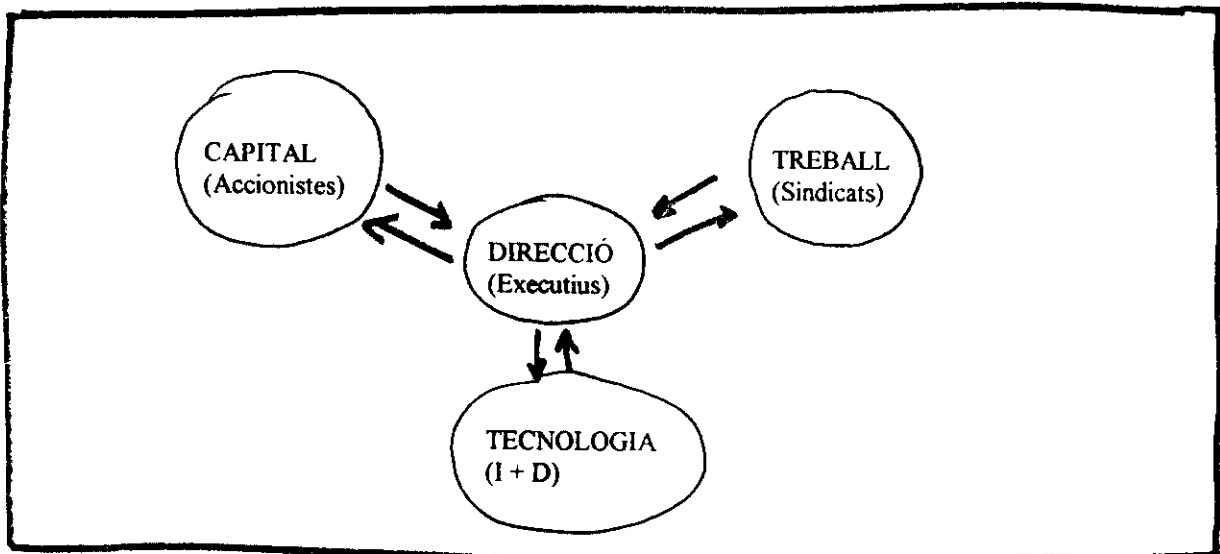 CAPITAL
(Accionistes)
TREBALL
(Sindicats)
DIRECCIÓ
(Executius)
TECNOLOGIA
(I + D)